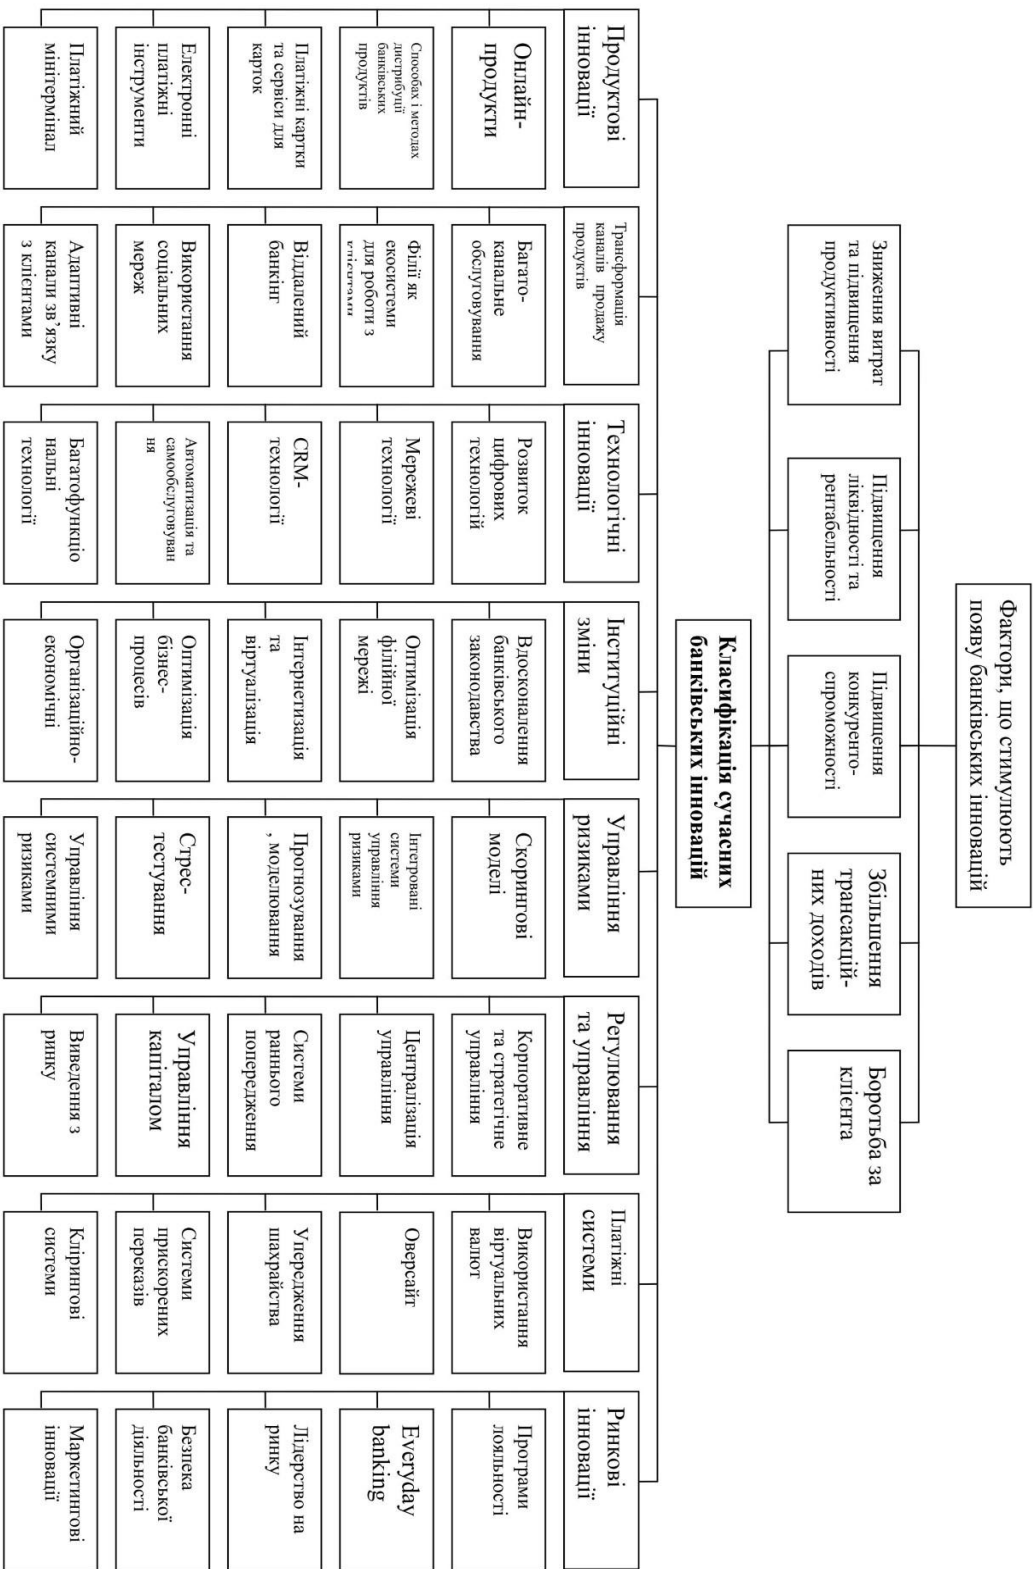 Фактори, що стимулюють
появу банківських інновацій
Зниження витрат
та підвищення
продуктивності
Підвищення
ліквідності та
рентабельності
Підвищення
конкуренто-
спроможності
Збільшення
трансакцій-
них доходів
Боротьба за
клієнта
Класифікація сучасних
банківських інновацій
Продуктові
інновації
Онлайн-
продукти
Способах і методах
дистрибуції
банківських
продуктів
Платіжні картки
та сервіси для
карток
Електронні
платіжні
інструменти
Платіжний
мінітермінал
Трансформація
каналів продажу
продуктів
Багато-
канальне
обслуговування
Філії як
екосистеми
для роботи з
клієнтами
Віддалений
банкінг
Використання
соціальних
мереж
Адаптивні
канали зв’язку
з клієнтами
Технологічні
інновації
Розвиток
цифрових
технологій
Мережеві
технології
CRM-
технології
Автоматизація та
самообслуговуван
ня
Багатофункціо
нальні
технології
Інституційні
зміни
Вдосконалення
банківського
законодавства
Оптимізація
філійної
мережі
Інтернетизація
та
віртуалізація
Оптимізація
бізнес-
процесів
Організаційно-
економічні
Управління
ризиками
Скорингові
моделі
Інтегровані
системи
управління
ризиками
Прогнозування
, моделювання
Стрес-
тестування
Управління
системними
ризиками
Регулювання
та управління
Корпоративне
та стратегічне
управління
Централізація
управління
Системи
раннього
попередження
Управління
капіталом
Виведення з
ринку
Платіжні
системи
Використання
віртуальних
валют
Оверсайт
Упередження
шахрайства
Системи
прискорених
переказів
Клірингові
системи
Ринкові
інновації
Програми
лояльності
Everyday
banking
Лідерство на
ринку
Безпека
банківської
діяльності
Маркетингові
інновації